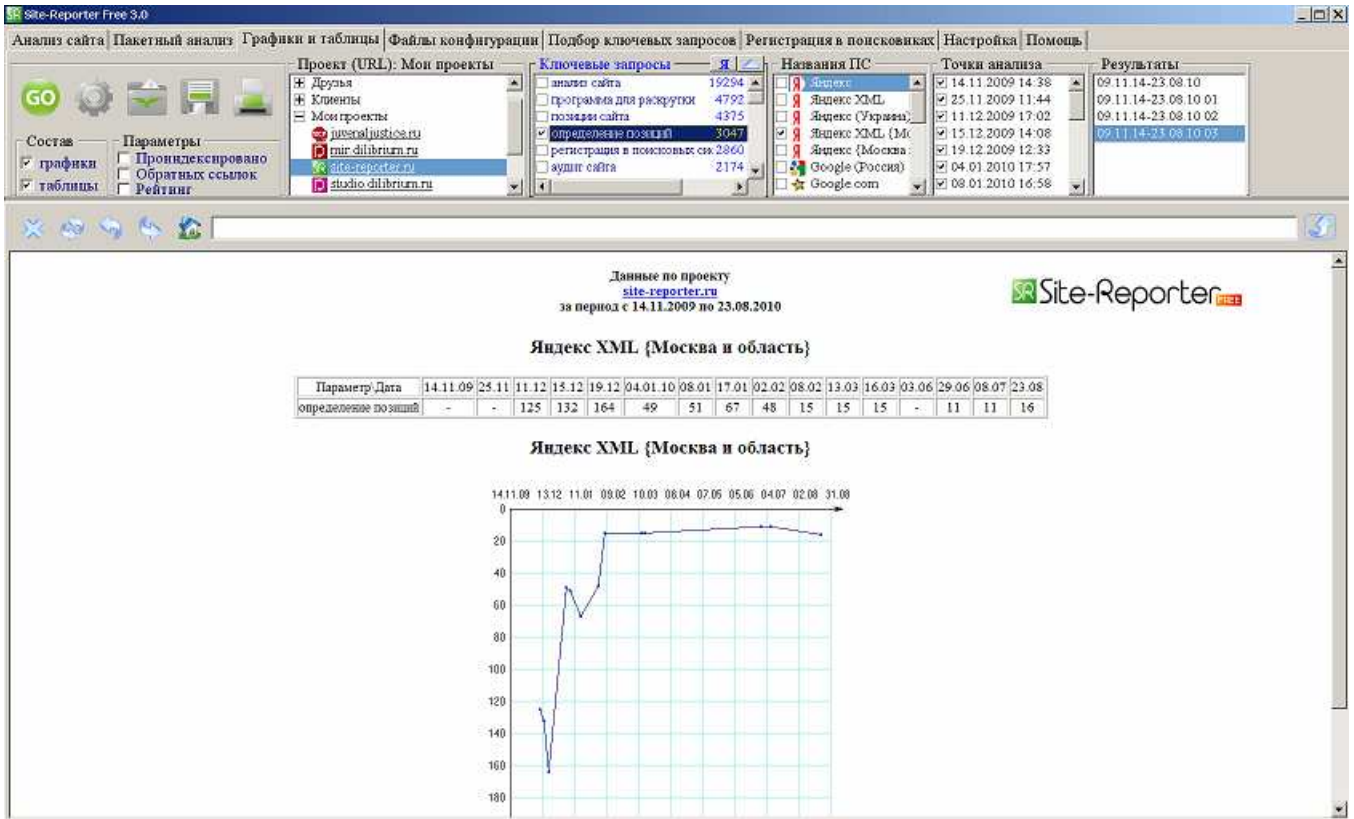 Site-Reporter Free 3.0
Анализ сайта Пакетный анализ Графики и таблицы Файлы конфигурации Подбор ключевых запросов Регистрация в поисковиках Настройка Помощь
GO
Состав
графики
таблицы
Параметры
Проиндексировано
Обратных ссылок
Рейтинг
Проект (URL): Мои проекты
Друзья
Клиенты
Мои проекты
juvenaljustice.ru
mir.dilibrium.ru
site-reporter.ru
studio.dilibrium.ru
Ключевые запросы Я
анализ сайта 19294
программа для раскрутки 4792
позиции сайта 4375
определение позиций 3047
регистрация в поисковых сис 2860
аудит сайта 2174
Названия ПС
Яндекс
Яндекс XML
Яндекс (Украина)
Яндекс XML {Мо
Яндекс {Москва
Google (Россия)
Google.com
Точки анализа
14.11.2009 14:38
25.11.2009 11:44
11.12.2009 17:02
15.12.2009 14:08
19.12.2009 12:33
04.01.2010 17:57
08.01.2010 16:58
Результаты
09.11.14-23.08.10
09.11.14-23.08.10 01
09.11.14-23.08.10 02
09.11.14-23.08.10 03
Данные по проекту
site-reporter.ru
за период с 14.11.2009 по 23.08.2010
SR Site-Reporter FREE
Яндекс XML {Москва и область}
Параметр\Дата 14.11.09 25.11 11.12 15.12 19.12 04.01.10 08.01 17.01 02.02 08.02 13.03 16.03 03.06 29.06 08.07 23.08
определение позиций - - 125 132 164 49 51 67 48 15 15 15 - 11 11 16
Яндекс XML {Москва и область}
14.11.09 13.12 11.01 09.02 10.03 08.04 07.05 05.06 04.07 02.08 31.08
0
20
40
60
80
100
120
140
160
180